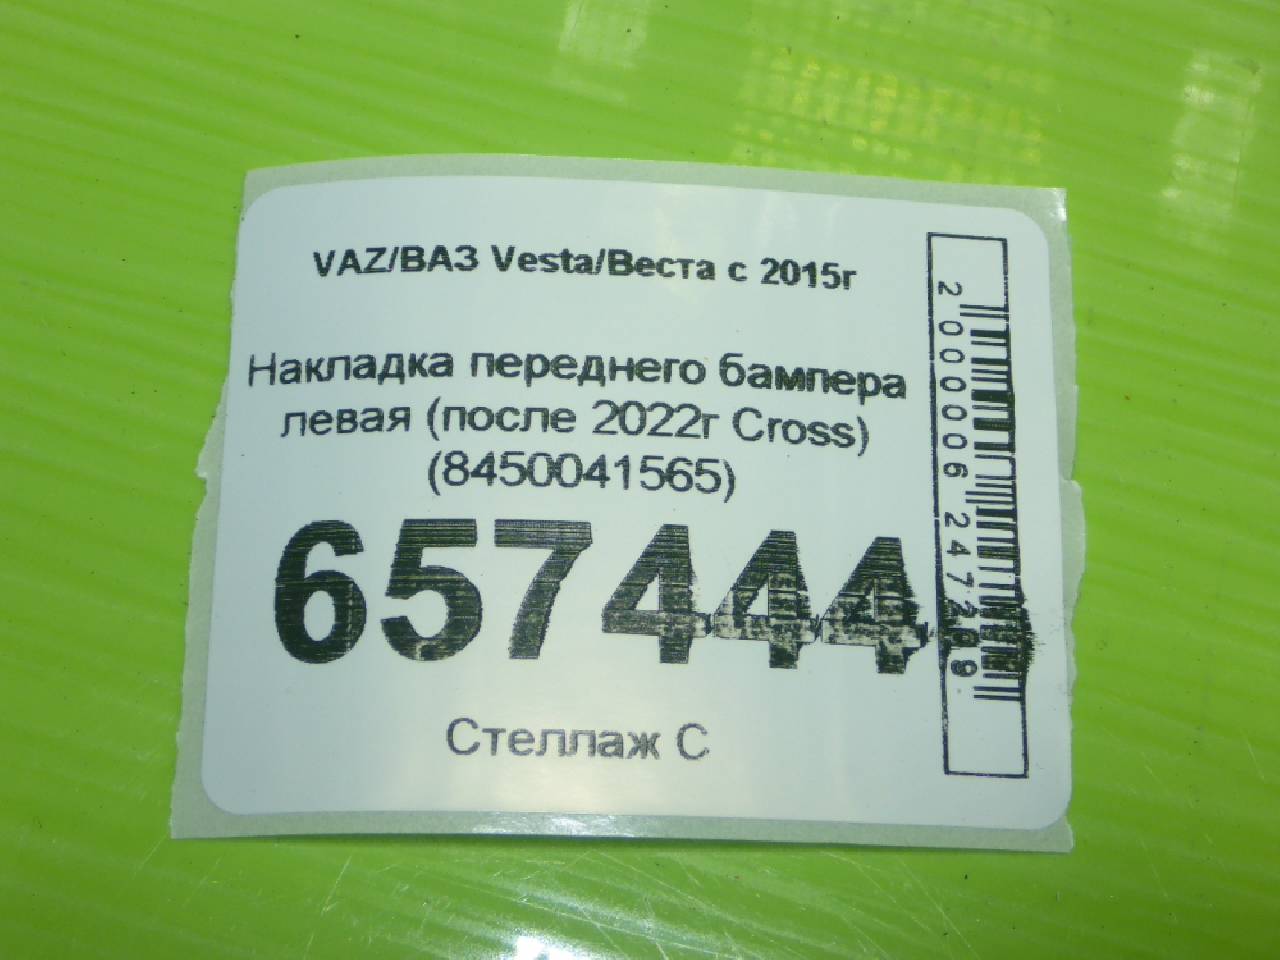 VAZ/ВАЗ Vesta/Веста с 2015г
Накладка переднего бампера
левая (после 2022г Cross)
(8450041565)
657444
Стеллаж С